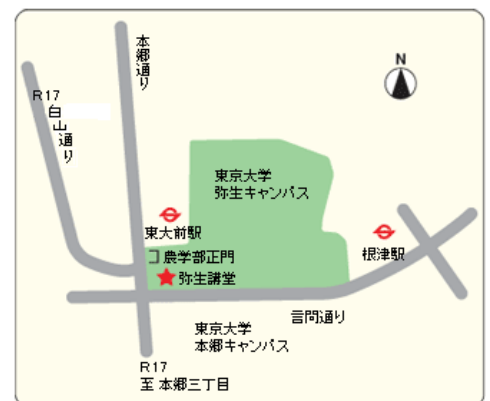 本郷通り
N
R17
白山通り
東京大学
弥生キャンパス
東大前駅
根津駅
農学部正門
弥生講堂
言問通り
東京大学
本郷キャンパス
R17
至 本郷三丁目